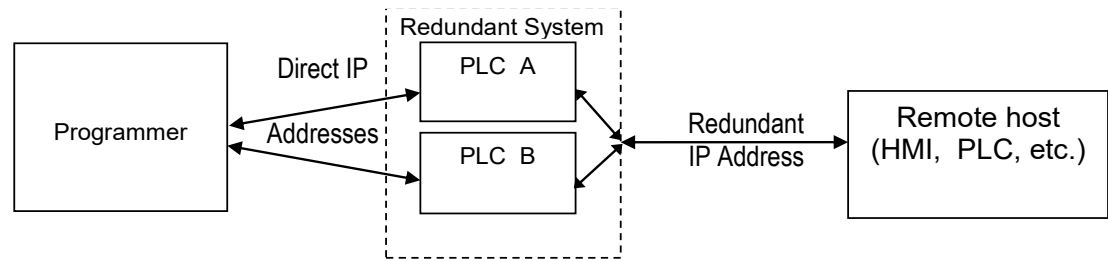 Redundant System
Programmer
Direct IP
Addresses
PLC A
PLC B
Redundant
IP Address
Remote host
(HMI, PLC, etc.)